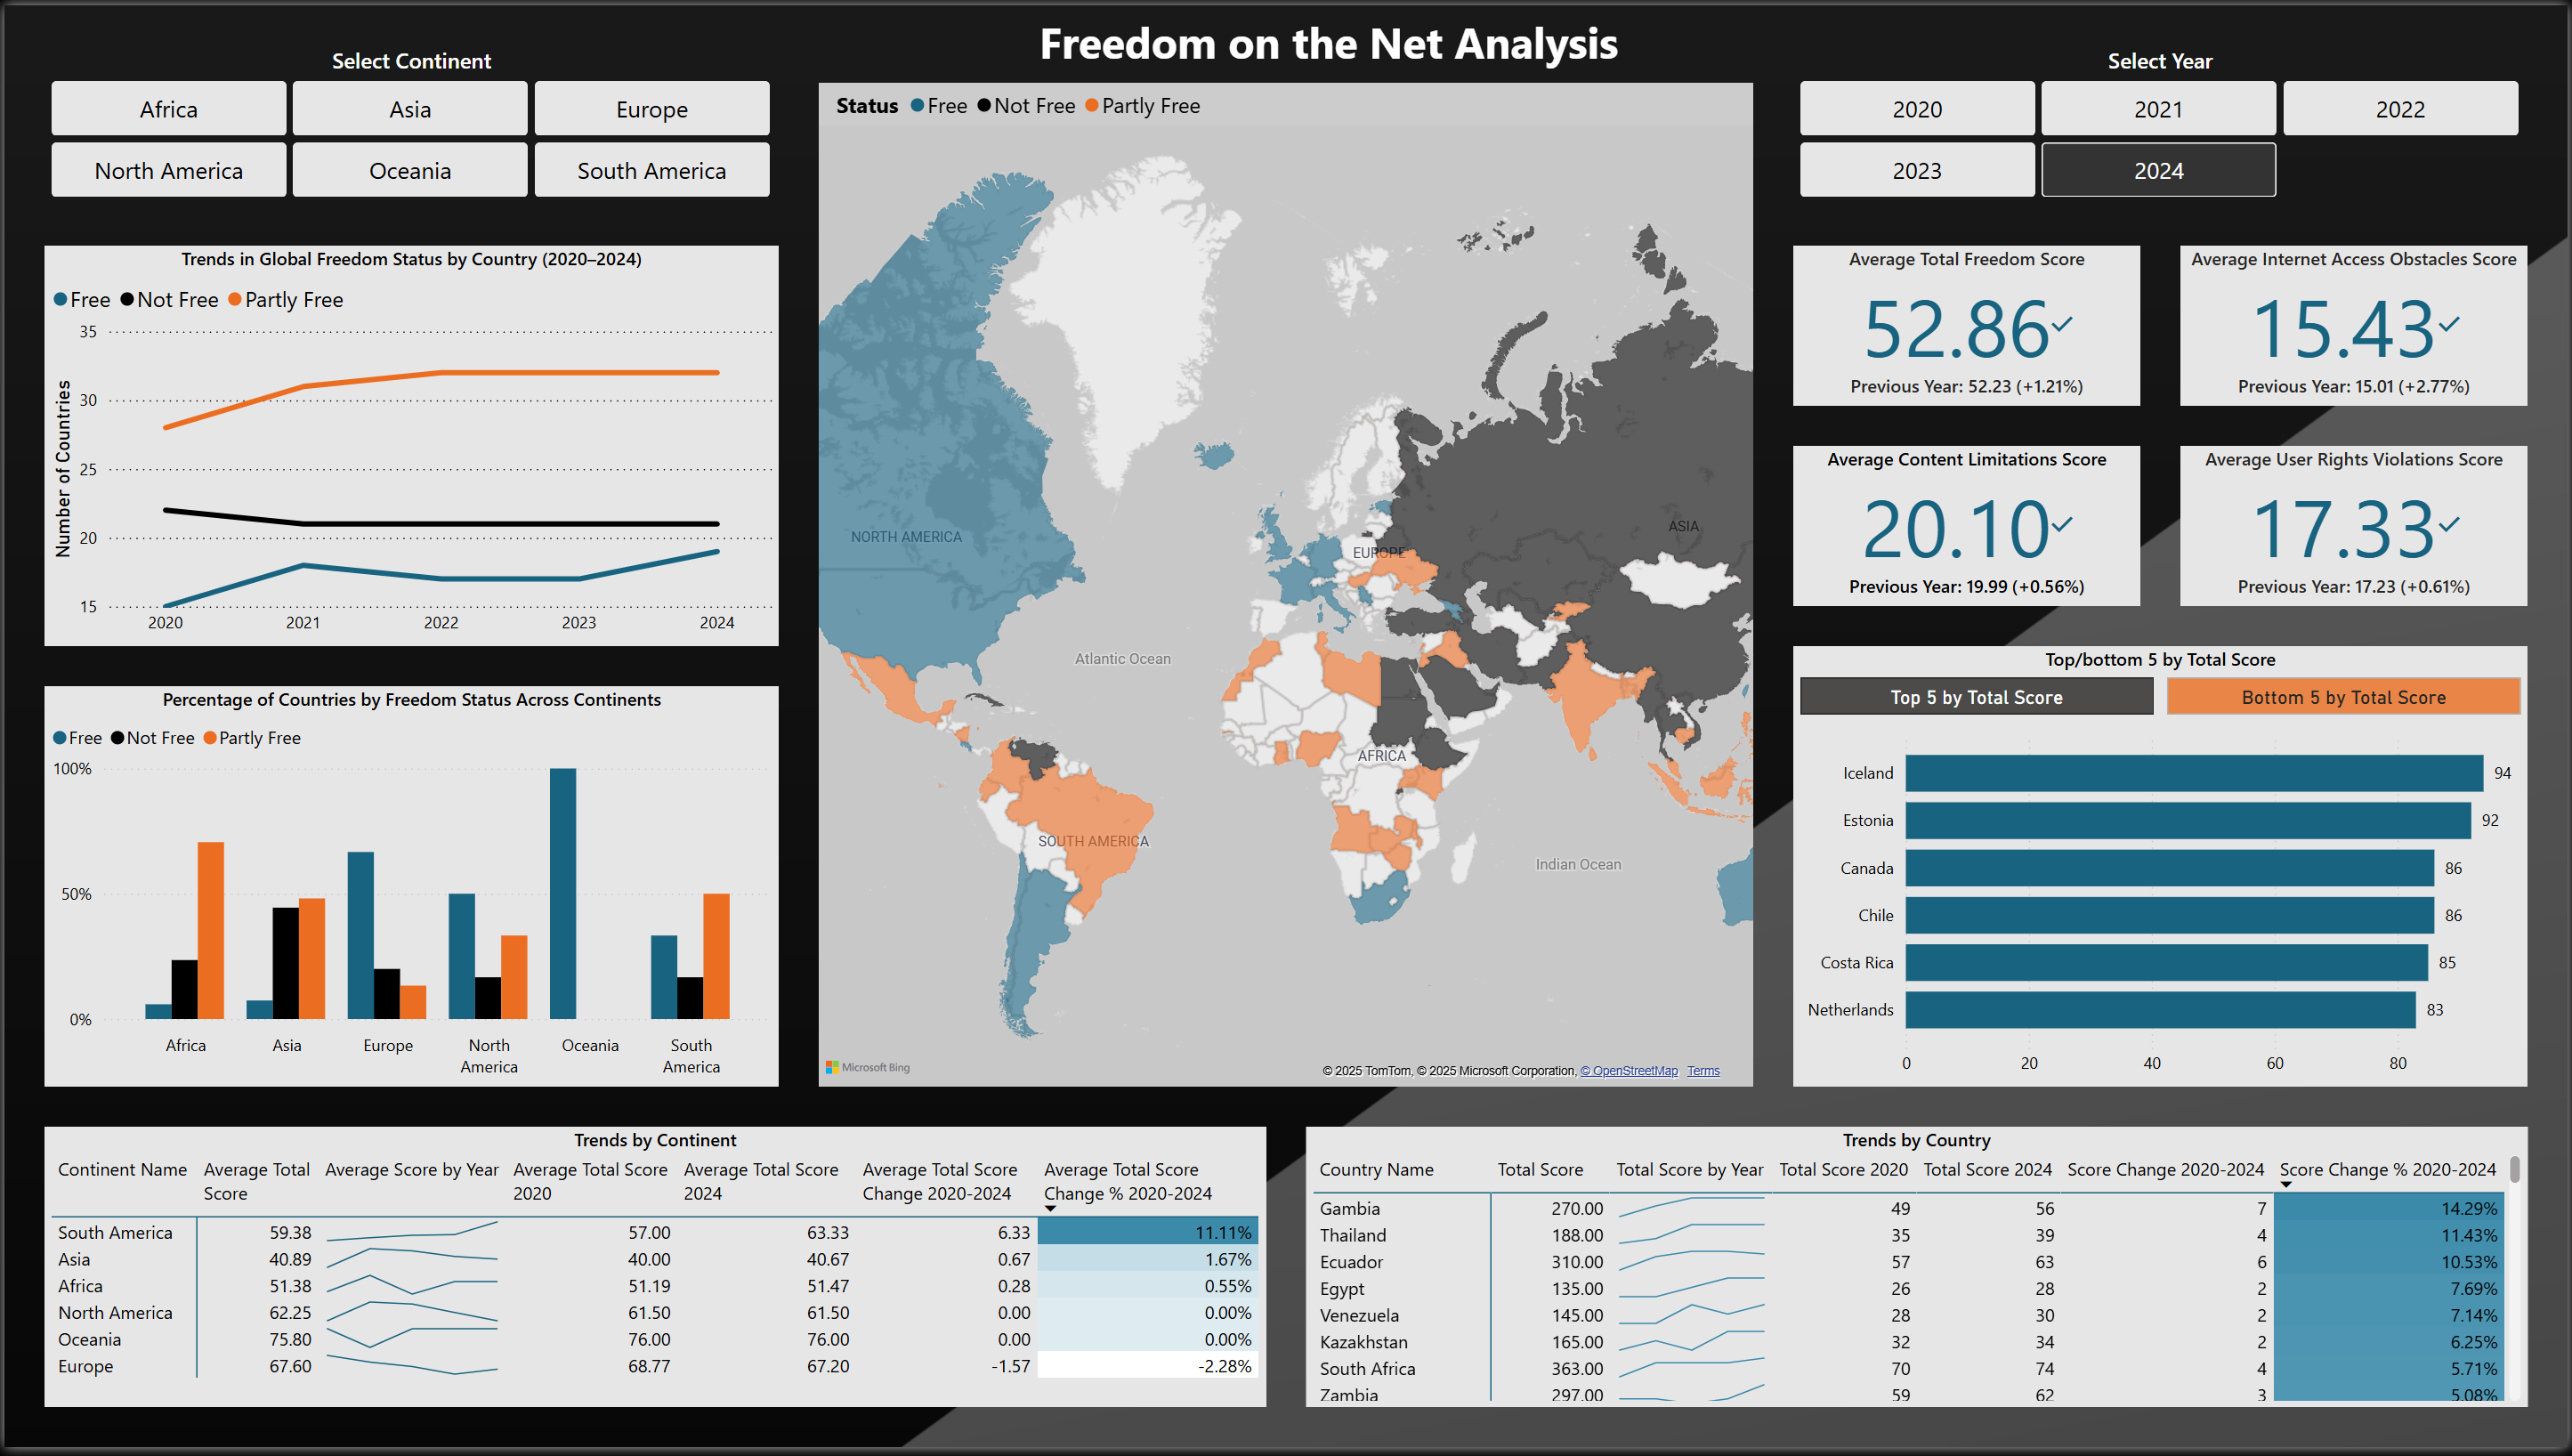 Freedom on the Net Analysis
Select Continent
Africa
Asia
Europe
North America
Oceania
South America
Trends in Global Freedom Status by Country (2020–2024)
Free Not Free Partly Free
Number of Countries
35
30
25
20
15
2020 2021 2022 2023 2024
Percentage of Countries by Freedom Status Across Continents
Free Not Free Partly Free
100%
50%
0%
Africa Asia Europe North America Oceania South America
Status Free Not Free Partly Free
NORTH AMERICA
EUROPE
ASIA
Atlantic Ocean
AFRICA
SOUTH AMERICA
Indian Ocean
Microsoft Bing
© 2025 TomTom, © 2025 Microsoft Corporation, © OpenStreetMap Terms
Select Year
2020
2021
2022
2023
2024
Average Total Freedom Score
52.86
Previous Year: 52.23 (+1.21%)
Average Internet Access Obstacles Score
15.43
Previous Year: 15.01 (+2.77%)
Average Content Limitations Score
20.10
Previous Year: 19.99 (+0.56%)
Average User Rights Violations Score
17.33
Previous Year: 17.23 (+0.61%)
Top/bottom 5 by Total Score
Top 5 by Total Score
Bottom 5 by Total Score
Iceland 94
Estonia 92
Canada 86
Chile 86
Costa Rica 85
Netherlands 83
0 20 40 60 80
Trends by Continent
Continent Name Average Total Score Average Score by Year Average Total Score 2020 Average Total Score 2024 Average Total Score Change 2020-2024 Average Total Score Change % 2020-2024
South America 59.38 57.00 63.33 6.33 11.11%
Asia 40.89 40.00 40.67 0.67 1.67%
Africa 51.38 51.19 51.47 0.28 0.55%
North America 62.25 61.50 61.50 0.00 0.00%
Oceania 75.80 76.00 76.00 0.00 0.00%
Europe 67.60 68.77 67.20 -1.57 -2.28%
Trends by Country
Country Name Total Score Total Score by Year Total Score 2020 Total Score 2024 Score Change 2020-2024 Score Change % 2020-2024
Gambia 270.00 49 56 7 14.29%
Thailand 188.00 35 39 4 11.43%
Ecuador 310.00 57 63 6 10.53%
Egypt 135.00 26 28 2 7.69%
Venezuela 145.00 28 30 2 7.14%
Kazakhstan 165.00 32 34 2 6.25%
South Africa 363.00 70 74 4 5.71%
Zambia 297.00 59 62 3 5.08%